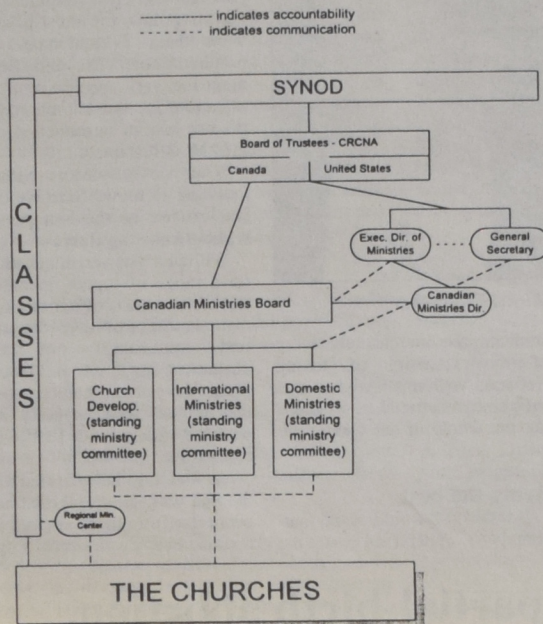 indicates accountability
indicates communication
SYNOD
Board of Trustees - CRCNA
Canada United States
CLASSES
Exec. Dir. of
Ministries
General
Secretary
Canadian Ministries Board
Canadian
Ministries Dir.
Church
Develop.
(standing
ministry
committee)
International
Ministries
(standing
ministry
committee)
Domestic
Ministries
(standing
ministry
committee)
Regional Min.
Center
THE CHURCHES